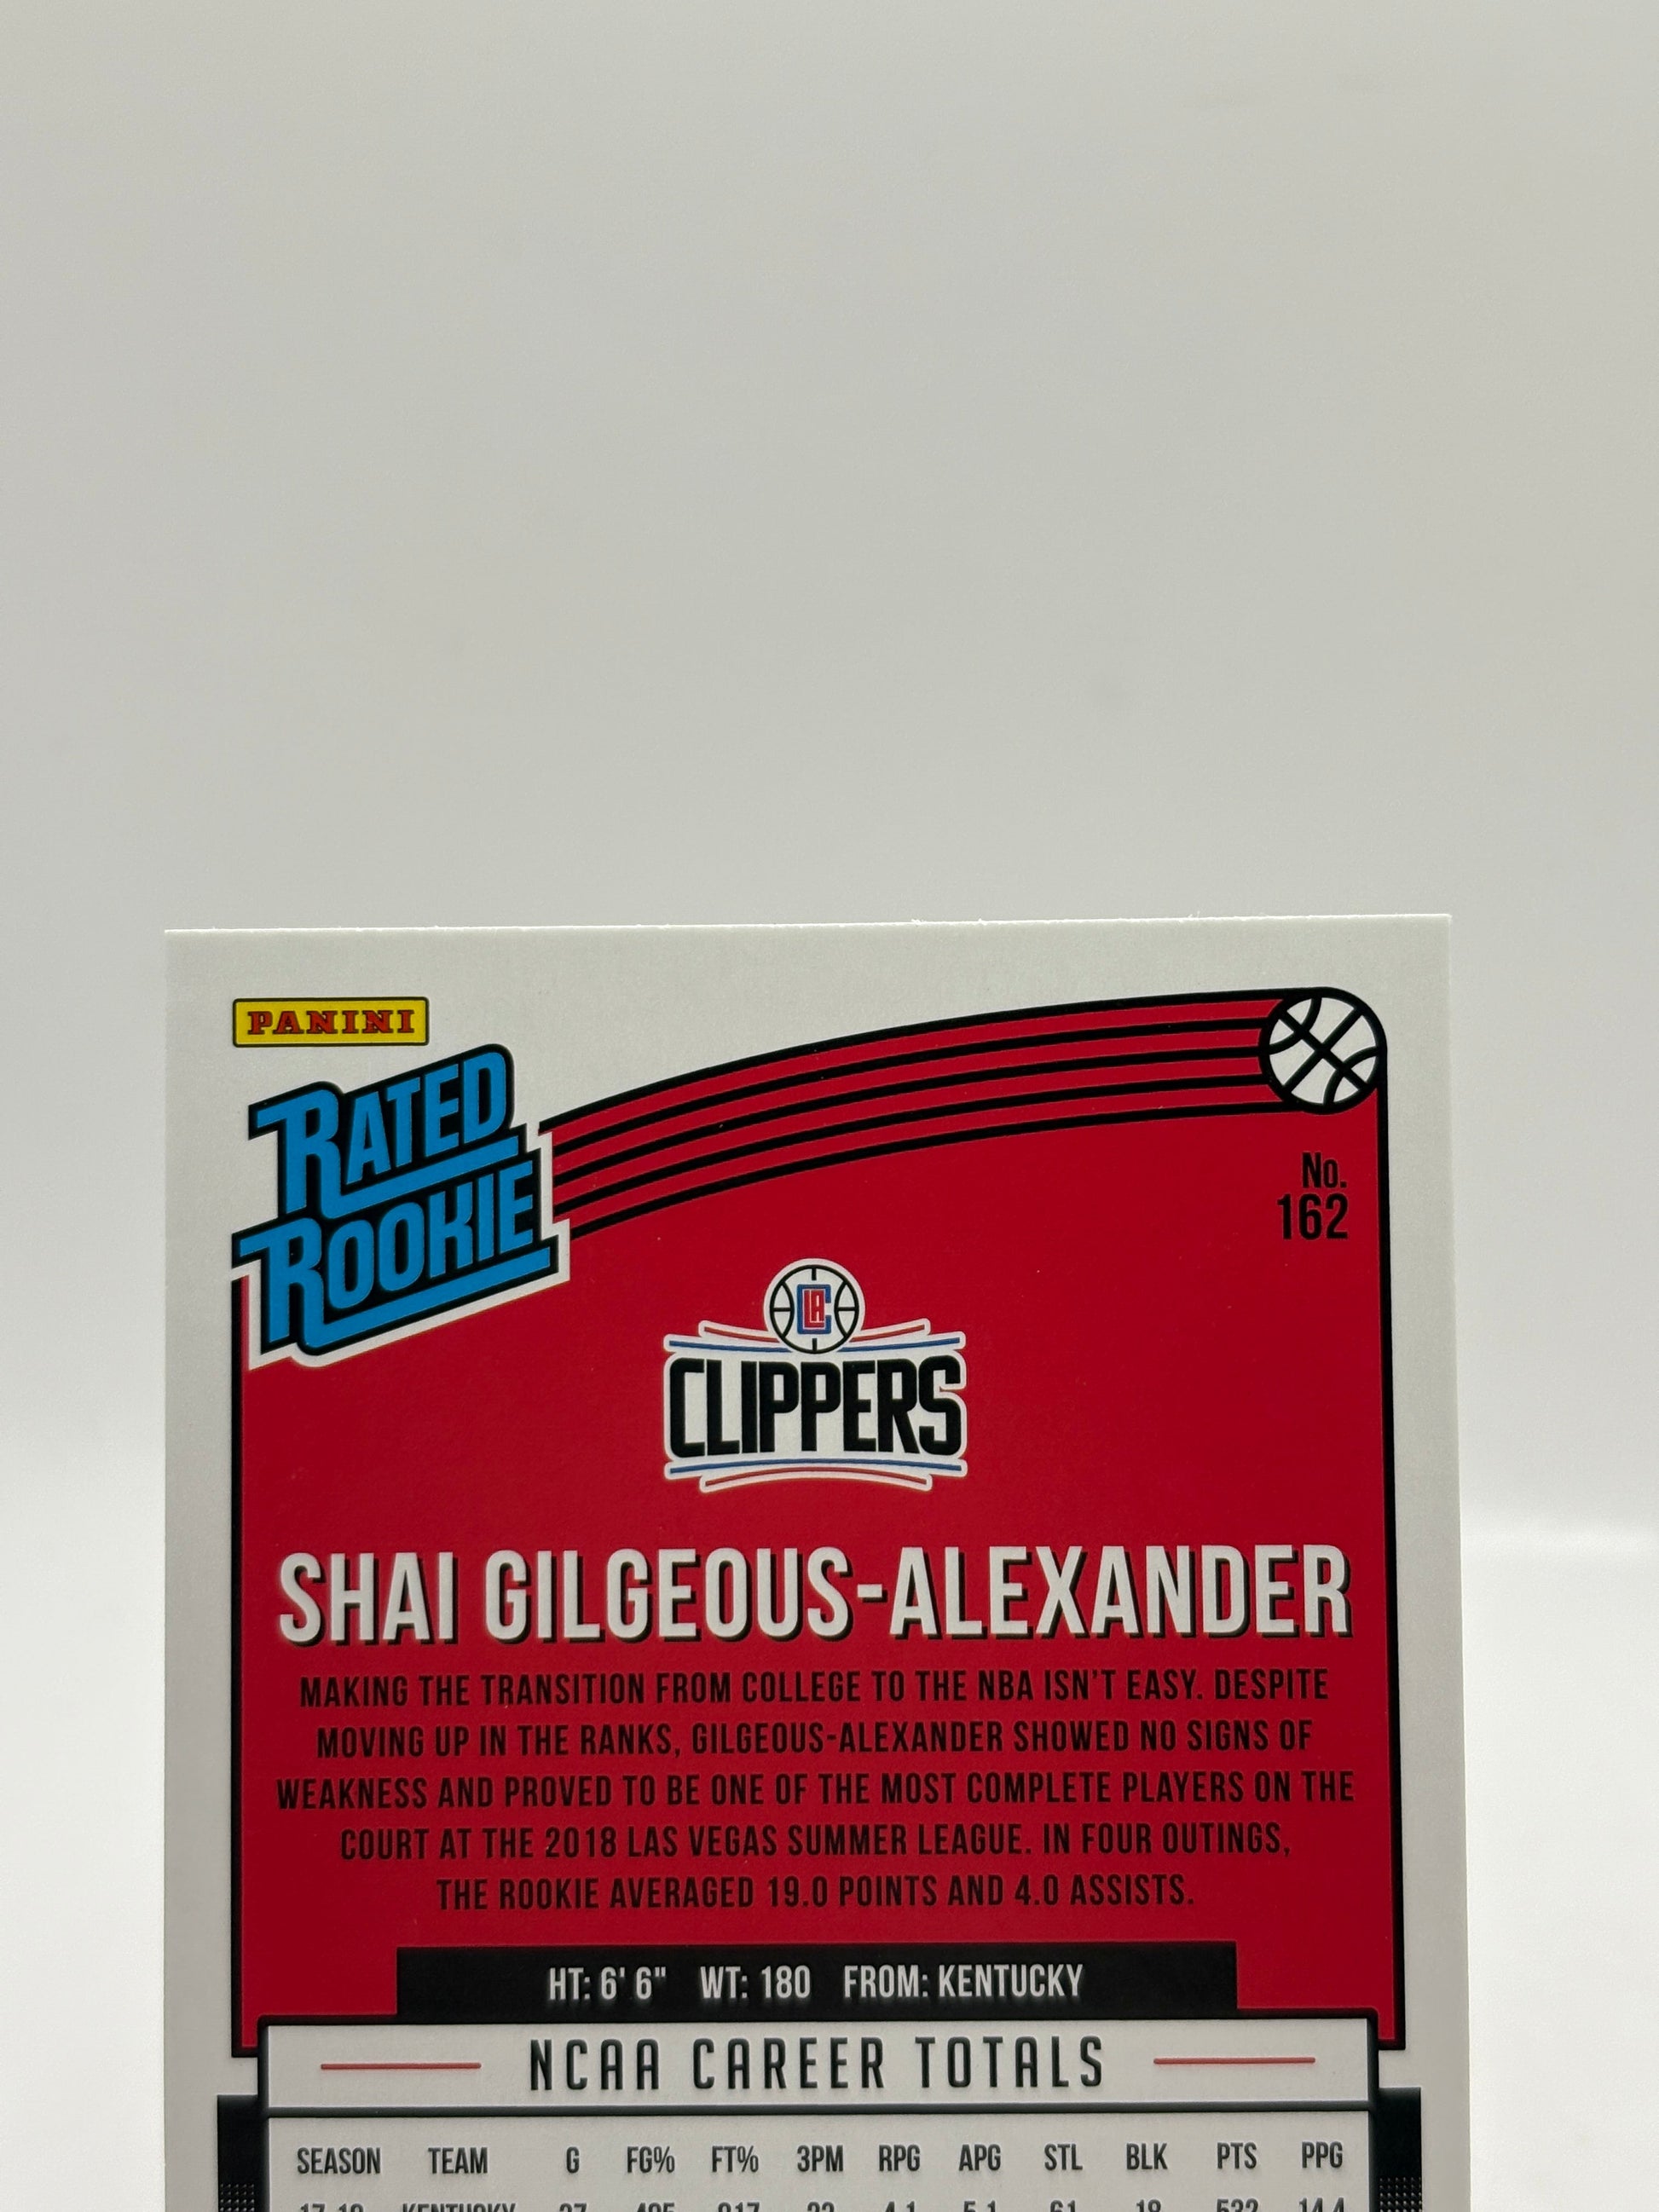 PANINI
RATED
ROOKIE
No.
162
LA
CLIPPERS
SHAI GILGEOUS-ALEXANDER
MAKING THE TRANSITION FROM COLLEGE TO THE NBA ISN'T EASY. DESPITE
MOVING UP IN THE RANKS, GILGEOUS-ALEXANDER SHOWED NO SIGNS OF
WEAKNESS AND PROVED TO BE ONE OF THE MOST COMPLETE PLAYERS ON THE
COURT AT THE 2018 LAS VEGAS SUMMER LEAGUE. IN FOUR OUTINGS,
THE ROOKIE AVERAGED 19.0 POINTS AND 4.0 ASSISTS.
HT: 6' 6" WT: 180 FROM: KENTUCKY
NCAA CAREER TOTALS
SEASON TEAM G FG% FT% 3PM RPG APG STL BLK PTS PPG